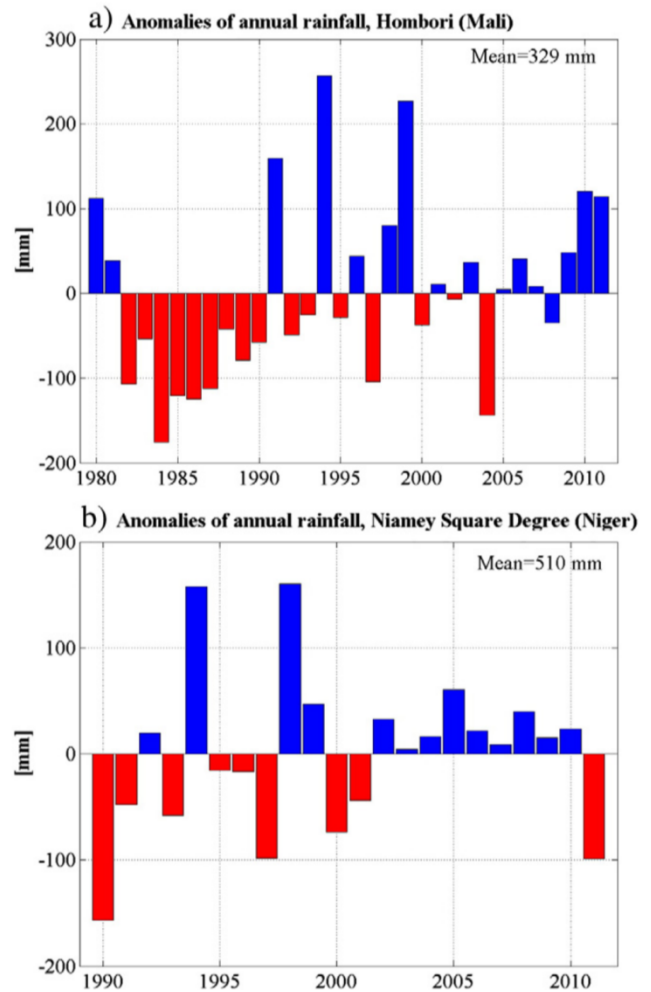 a) Anomalies of annual rainfall, Hombori (Mali)
300
Mean=329 mm
200
100
[mm]
0
-100
-200
1980 1985 1990 1995 2000 2005 2010
b) Anomalies of annual rainfall, Niamey Square Degree (Niger)
200
Mean=510 mm
100
[mm]
0
-100
-200
1990 1995 2000 2005 2010